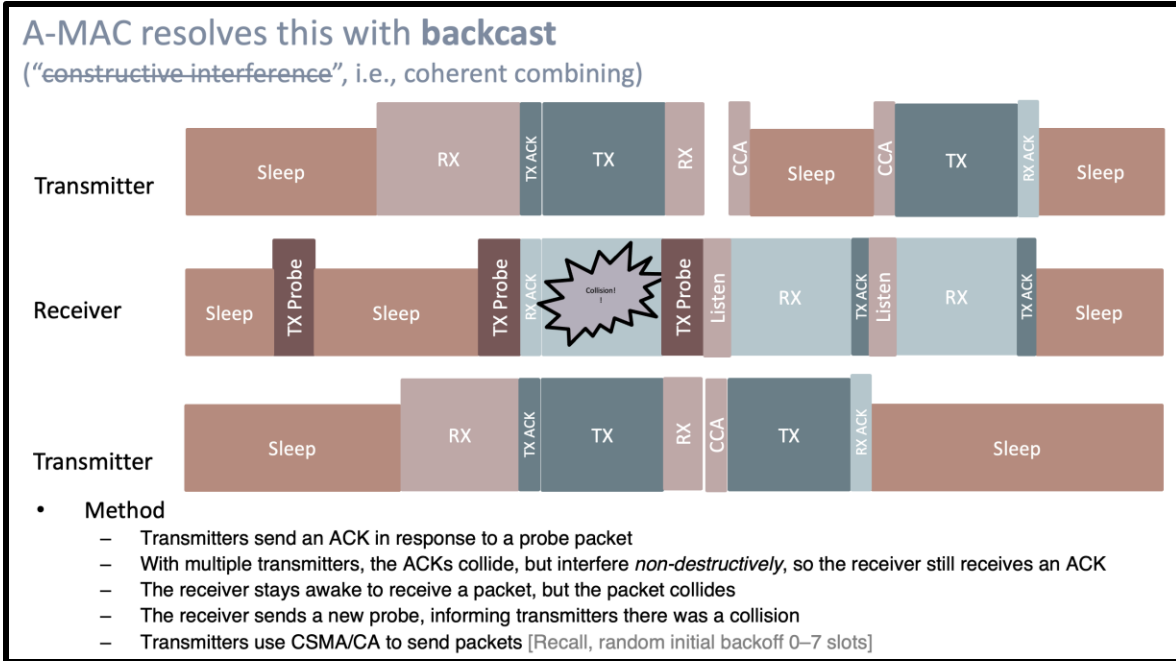 A-MAC resolves this with backcast
("constructive interference", i.e., coherent combining)
Transmitter
Sleep
RX
TX ACK
TX
RX
CCA
Sleep
CCA
TX
RX ACK
Sleep
Receiver
Sleep
TX Probe
Sleep
TX Probe
RX ACK
Collision!
!
TX Probe
Listen
RX
TX ACK
Listen
RX
TX ACK
Sleep
Transmitter
Sleep
RX
TX ACK
TX
RX
CCA
TX
RX ACK
Sleep
• Method
– Transmitters send an ACK in response to a probe packet
– With multiple transmitters, the ACKs collide, but interfere non-destructively, so the receiver still receives an ACK
– The receiver stays awake to receive a packet, but the packet collides
– The receiver sends a new probe, informing transmitters there was a collision
– Transmitters use CSMA/CA to send packets [Recall, random initial backoff 0–7 slots]